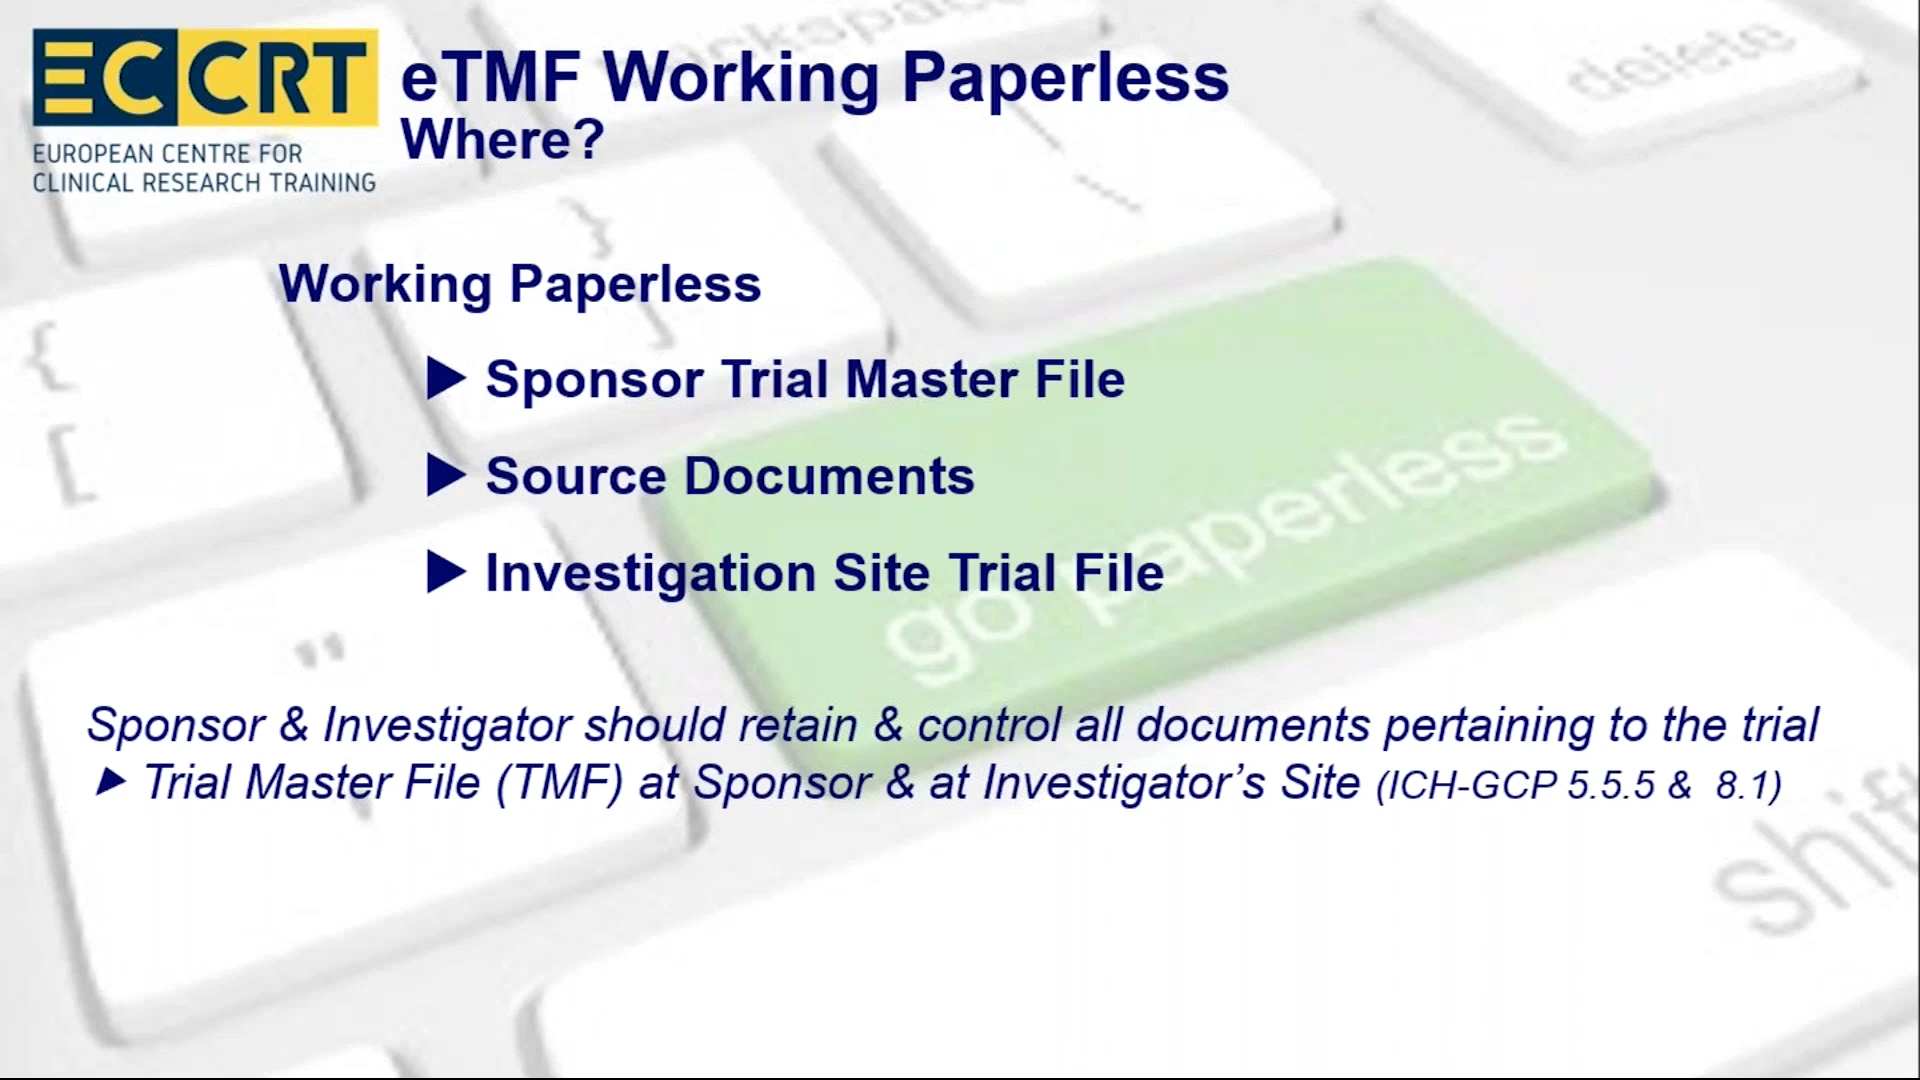 ECCRT
EUROPEAN CENTRE FOR
CLINICAL RESEARCH TRAINING
eTMF Working Paperless
Where?
backspace
delete
}
]
{
[
"
Working Paperless
▶ Sponsor Trial Master File
▶ Source Documents
▶ Investigation Site Trial File
go paperless
Sponsor & Investigator should retain & control all documents pertaining to the trial
▶ Trial Master File (TMF) at Sponsor & at Investigator’s Site (ICH-GCP 5.5.5 &  8.1)
shift